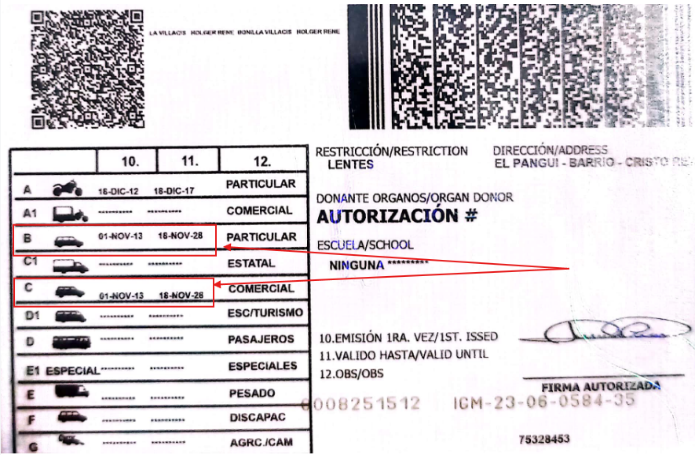 LA VILLACIS HOLGER RENE BONILLA VILLACIS HOLGER RENE
10. 11. 12.
A 18-DIC-12 18-DIC-17 PARTICULAR
A1 ---------- ---------- COMERCIAL
B 01-NOV-13 18-NOV-28 PARTICULAR
C1 ---------- ---------- ESTATAL
C 01-NOV-13 18-NOV-28 COMERCIAL
D1 ---------- ---------- ESC/TURISMO
D ---------- ---------- PASAJEROS
E1 ESPECIAL ---------- ---------- ESPECIALES
E ---------- ---------- PESADO
F ---------- ---------- DISCAPAC
G ---------- ---------- AGRC./CAM
RESTRICCIÓN/RESTRICTION
LENTES
DIRECCIÓN/ADDRESS
EL PANGUI - BARRIO - CRISTO
DONANTE ORGANOS/ORGAN DONOR
AUTORIZACIÓN #
ESCUELA/SCHOOL
NINGUNA *********
10.EMISIÓN 1RA. VEZ/1ST. ISSED
11.VALIDO HASTA/VALID UNTIL
12.OBS/OBS
FIRMA AUTORIZADA
0008251512 IGM-23-06-0584-35
75328453